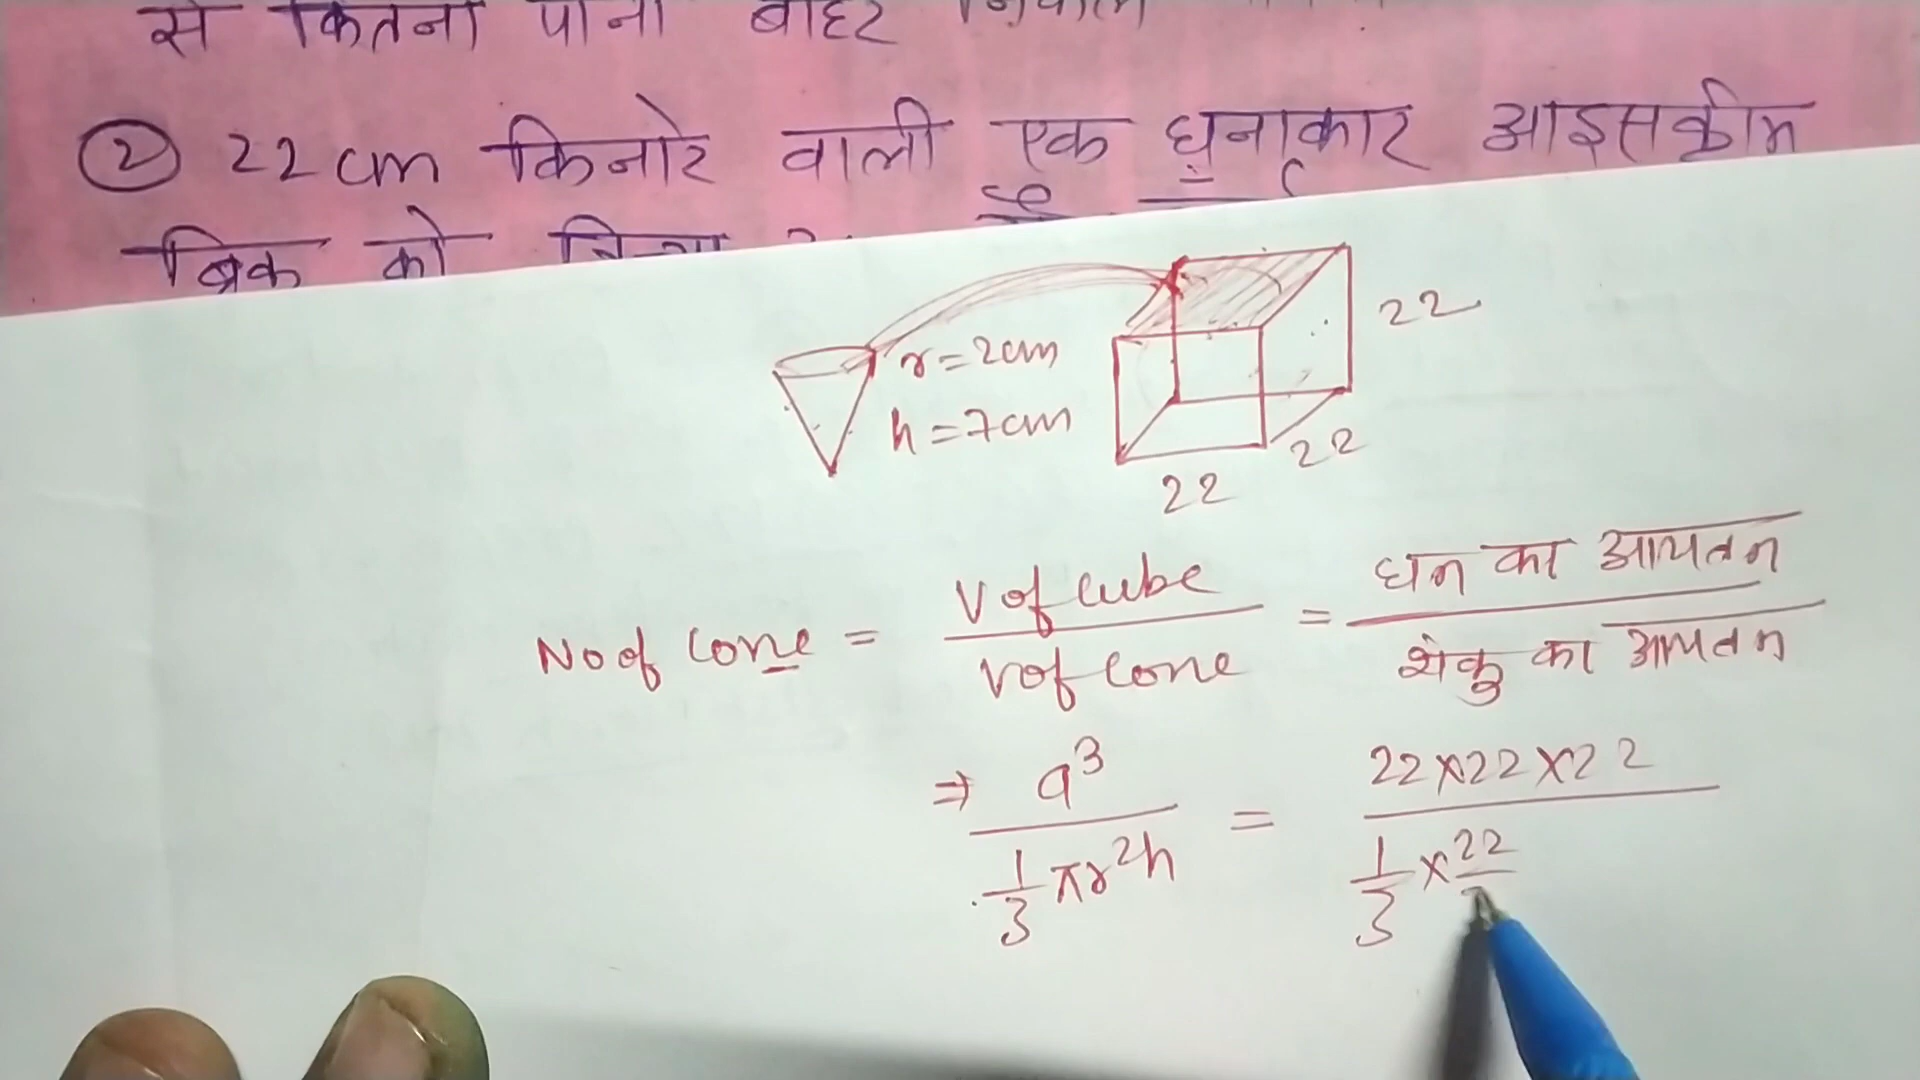 से कितना पानी बाहर
② 22 cm किनारे वाली एक घनाकार आइसक्रीम
ब्रिक को
r = 2cm
h = 7cm
22
22
22
No of Cone = V of Cube / V of Cone = घन का आयतन / शंकु का आयतन
⇒ a³ / 1/3 πr²h = 22×22×22 / 1/3 × 22